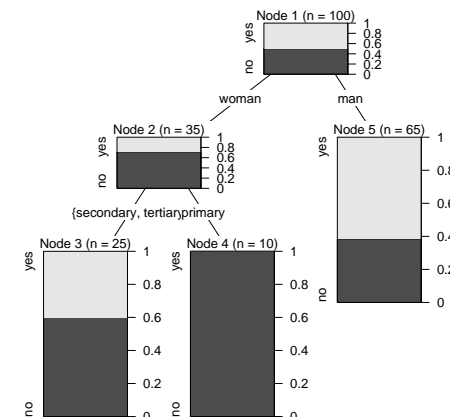 Node 1 (n = 100)
yes
no
1
0.8
0.6
0.4
0.2
0
woman
man
Node 2 (n = 35)
yes
no
1
0.8
0.6
0.4
0.2
0
Node 5 (n = 65)
yes
no
1
0.8
0.6
0.4
0.2
0
{secondary, tertiary
primary
Node 3 (n = 25)
yes
no
1
0.8
0.6
0.4
0.2
0
Node 4 (n = 10)
yes
no
1
0.8
0.6
0.4
0.2
0